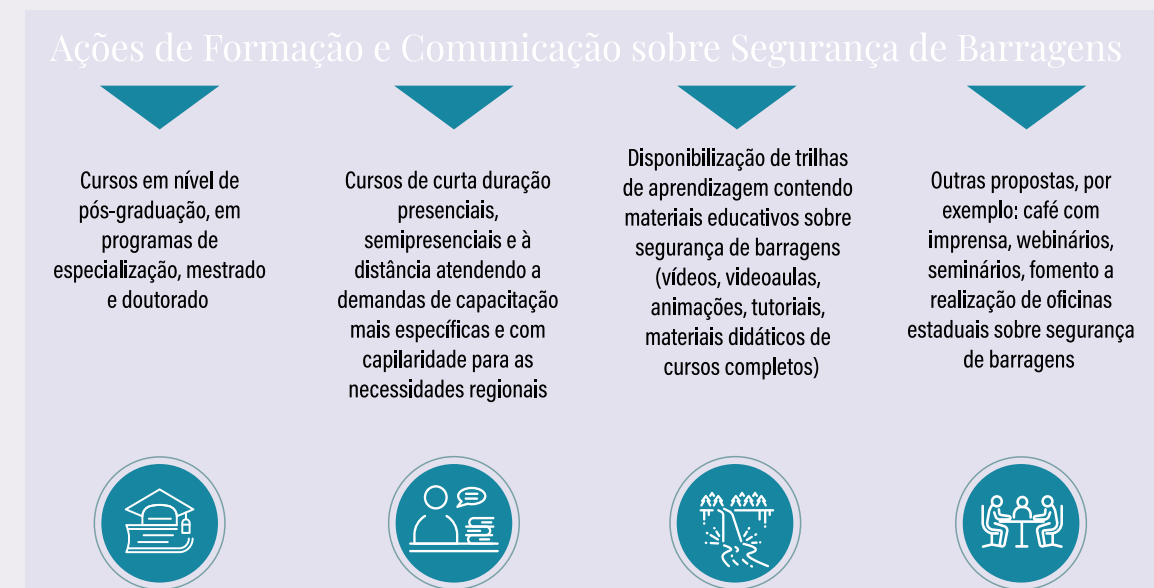 Ações de Formação e Comunicação sobre Segurança de Barragens
Cursos em nível de
pós-graduação, em
programas de
especialização, mestrado
e doutorado
Cursos de curta duração
presenciais,
semipresenciais e à
distância atendendo a
demandas de capacitação
mais específicas e com
capilaridade para as
necessidades regionais
Disponibilização de trilhas
de aprendizagem contendo
materiais educativos sobre
segurança de barragens
(vídeos, videoaulas,
animações, tutoriais,
materiais didáticos de
cursos completos)
Outras propostas, por
exemplo: café com
imprensa, webinários,
seminários, fomento a
realização de oficinas
estaduais sobre segurança
de barragens